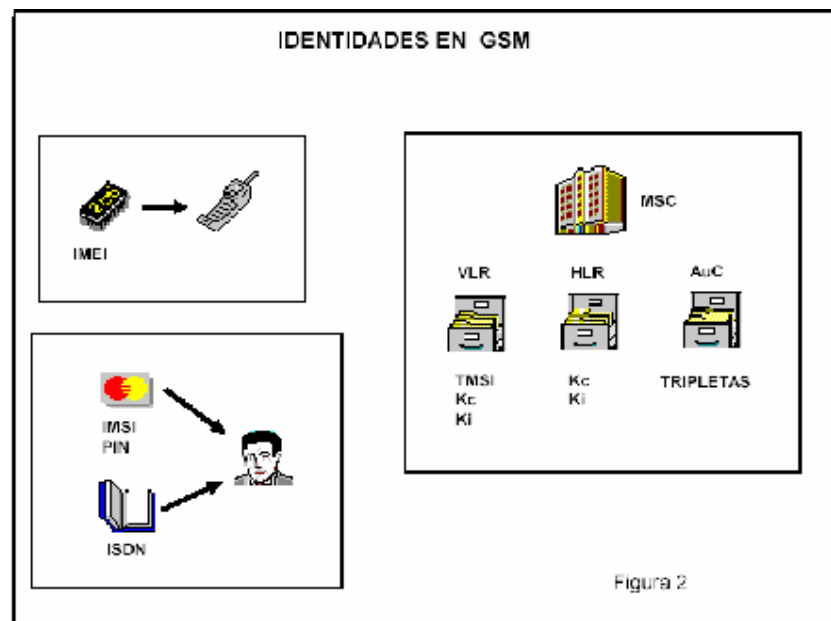 IDENTIDADES EN GSM
IMEI
IMSI
PIN
ISDN
MSC
VLR
HLR
AuC
TMSI
Kc
Ki
Kc
Ki
TRIPLETAS
Figura 2